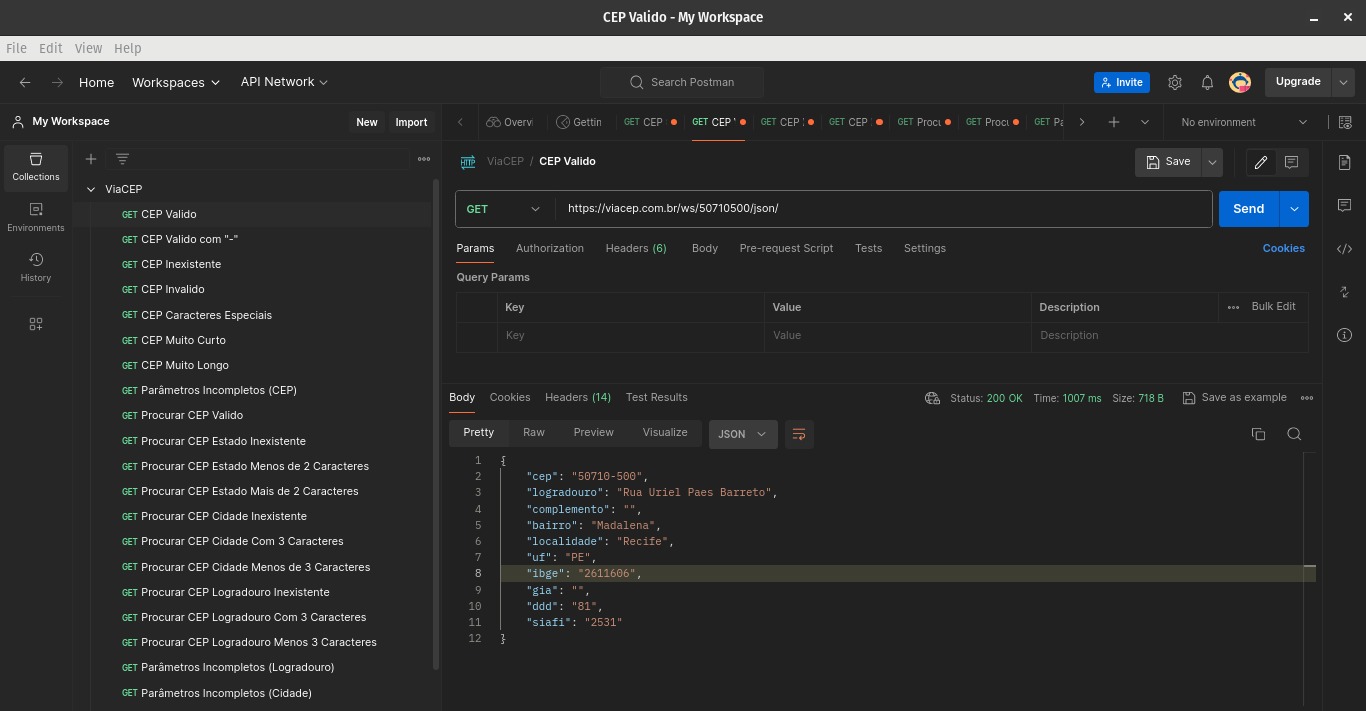 CEP Valido - My Workspace
File Edit View Help
Home Workspaces API Network Search Postman Invite Upgrade
My Workspace New Import
Overvi Gettin GET CEP GET CEP GET CEP GET CEP GET Procu GET Procu GET Pa No environment
Collections
Environments
History
ViaCEP
GET CEP Valido
GET CEP Valido com "-"
GET CEP Inexistente
GET CEP Invalido
GET CEP Caracteres Especiais
GET CEP Muito Curto
GET CEP Muito Longo
GET Parâmetros Incompletos (CEP)
GET Procurar CEP Valido
GET Procurar CEP Estado Inexistente
GET Procurar CEP Estado Menos de 2 Caracteres
GET Procurar CEP Estado Mais de 2 Caracteres
GET Procurar CEP Cidade Inexistente
GET Procurar CEP Cidade Com 3 Caracteres
GET Procurar CEP Cidade Menos de 3 Caracteres
GET Procurar CEP Logradouro Inexistente
GET Procurar CEP Logradouro Com 3 Caracteres
GET Procurar CEP Logradouro Menos 3 Caracteres
GET Parâmetros Incompletos (Logradouro)
GET Parâmetros Incompletos (Cidade)
HTTP ViaCEP / CEP Valido Save
GET https://viacep.com.br/ws/50710500/json/ Send
Params Authorization Headers (6) Body Pre-request Script Tests Settings Cookies
Query Params
Key Value Description Bulk Edit
Key Value Description
Body Cookies Headers (14) Test Results Status: 200 OK Time: 1007 ms Size: 718 B Save as example
Pretty Raw Preview Visualize JSON
1 {
2 "cep": "50710-500",
3 "logradouro": "Rua Uriel Paes Barreto",
4 "complemento": "",
5 "bairro": "Madalena",
6 "localidade": "Recife",
7 "uf": "PE",
8 "ibge": "2611606",
9 "gia": "",
10 "ddd": "81",
11 "siafi": "2531"
12 }